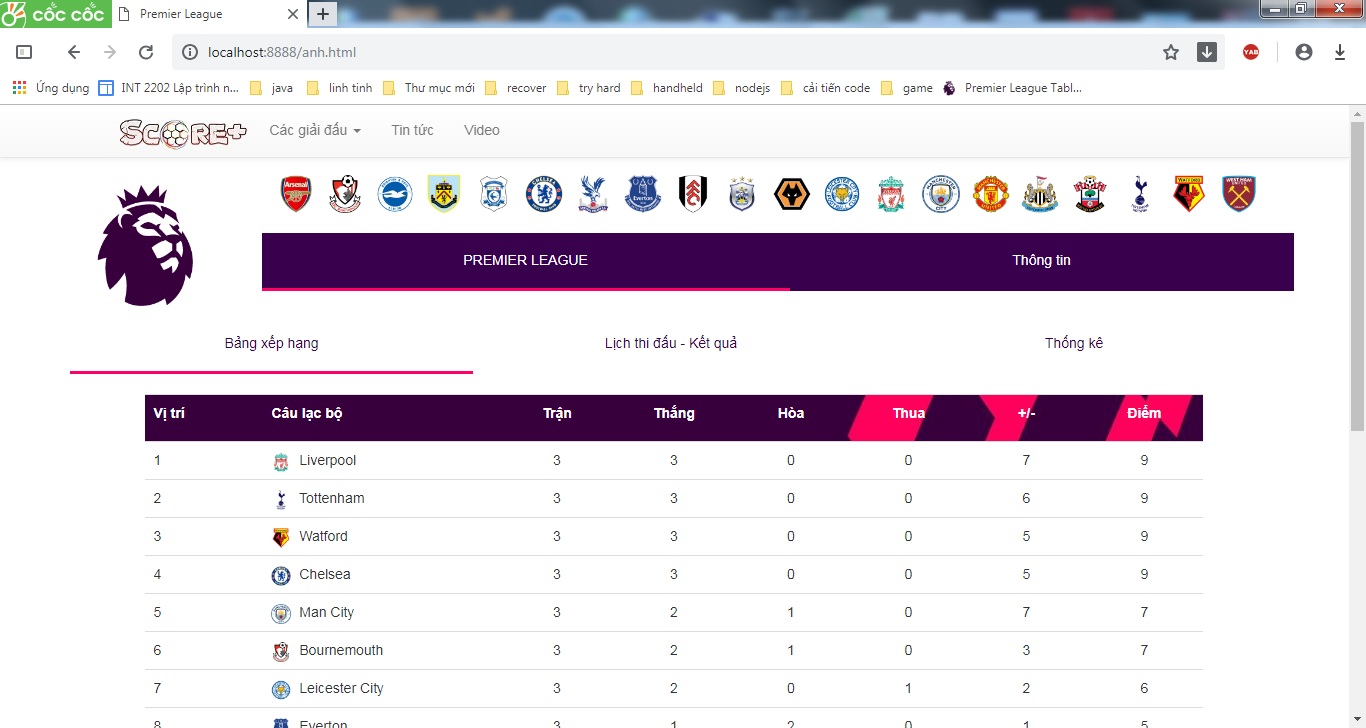 cốc cốc
Premier League
localhost:8888/anh.html
YAB
Ứng dụng INT 2202 Lập trình n... java linh tinh Thư mục mới recover try hard handheld nodejs cải tiến code game Premier League Tabl...
SCORE+ Các giải đấu Tin tức Video
PREMIER LEAGUE Thông tin
Bảng xếp hạng Lịch thi đấu - Kết quả Thống kê
Vị trí Câu lạc bộ Trận Thắng Hòa Thua +/- Điểm
1 Liverpool 3 3 0 0 7 9
2 Tottenham 3 3 0 0 6 9
3 Watford 3 3 0 0 5 9
4 Chelsea 3 3 0 0 5 9
5 Man City 3 2 1 0 7 7
6 Bournemouth 3 2 1 0 3 7
7 Leicester City 3 2 0 1 2 6
8 Everton 3 1 2 0 1 5